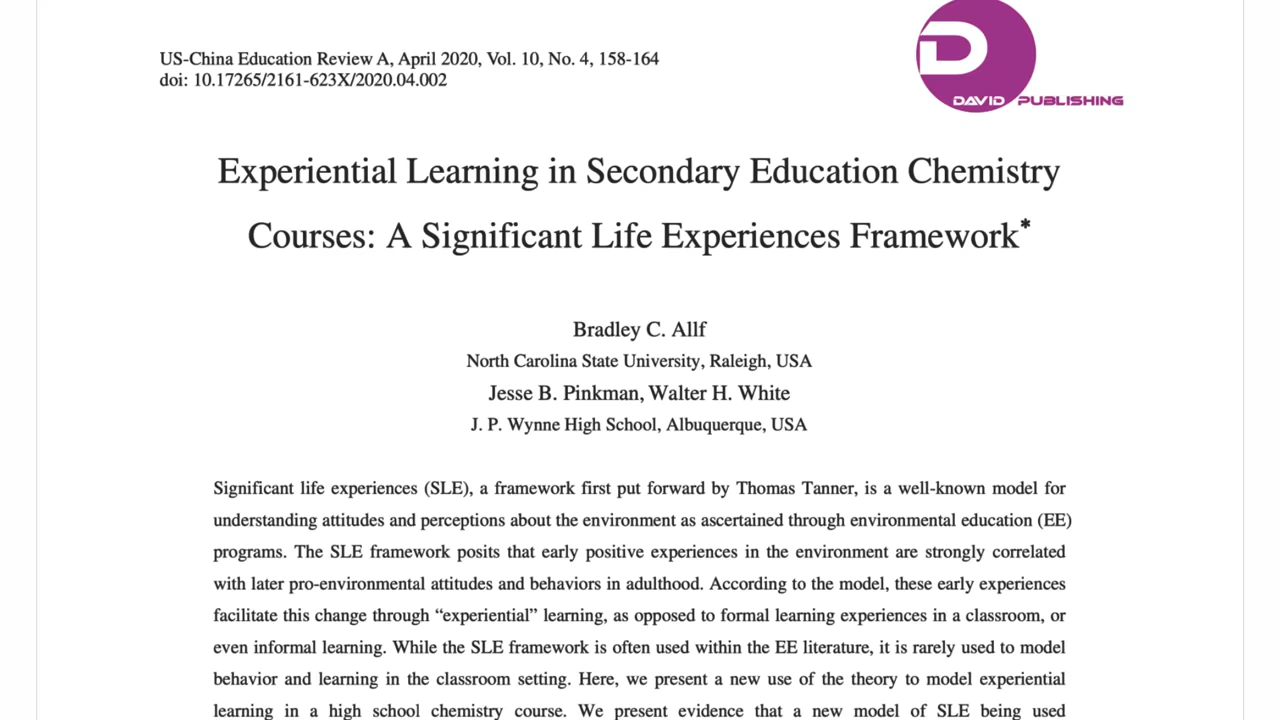 US-China Education Review A, April 2020, Vol. 10, No. 4, 158-164
doi: 10.17265/2161-623X/2020.04.002
D
DAVID PUBLISHING
Experiential Learning in Secondary Education Chemistry
Courses: A Significant Life Experiences Framework*
Bradley C. Allf
North Carolina State University, Raleigh, USA
Jesse B. Pinkman, Walter H. White
J. P. Wynne High School, Albuquerque, USA
Significant life experiences (SLE), a framework first put forward by Thomas Tanner, is a well-known model for
understanding attitudes and perceptions about the environment as ascertained through environmental education (EE)
programs. The SLE framework posits that early positive experiences in the environment are strongly correlated
with later pro-environmental attitudes and behaviors in adulthood. According to the model, these early experiences
facilitate this change through “experiential” learning, as opposed to formal learning experiences in a classroom, or
even informal learning. While the SLE framework is often used within the EE literature, it is rarely used to model
behavior and learning in the classroom setting. Here, we present a new use of the theory to model experiential
learning in a high school chemistry course. We present evidence that a new model of SLE being used